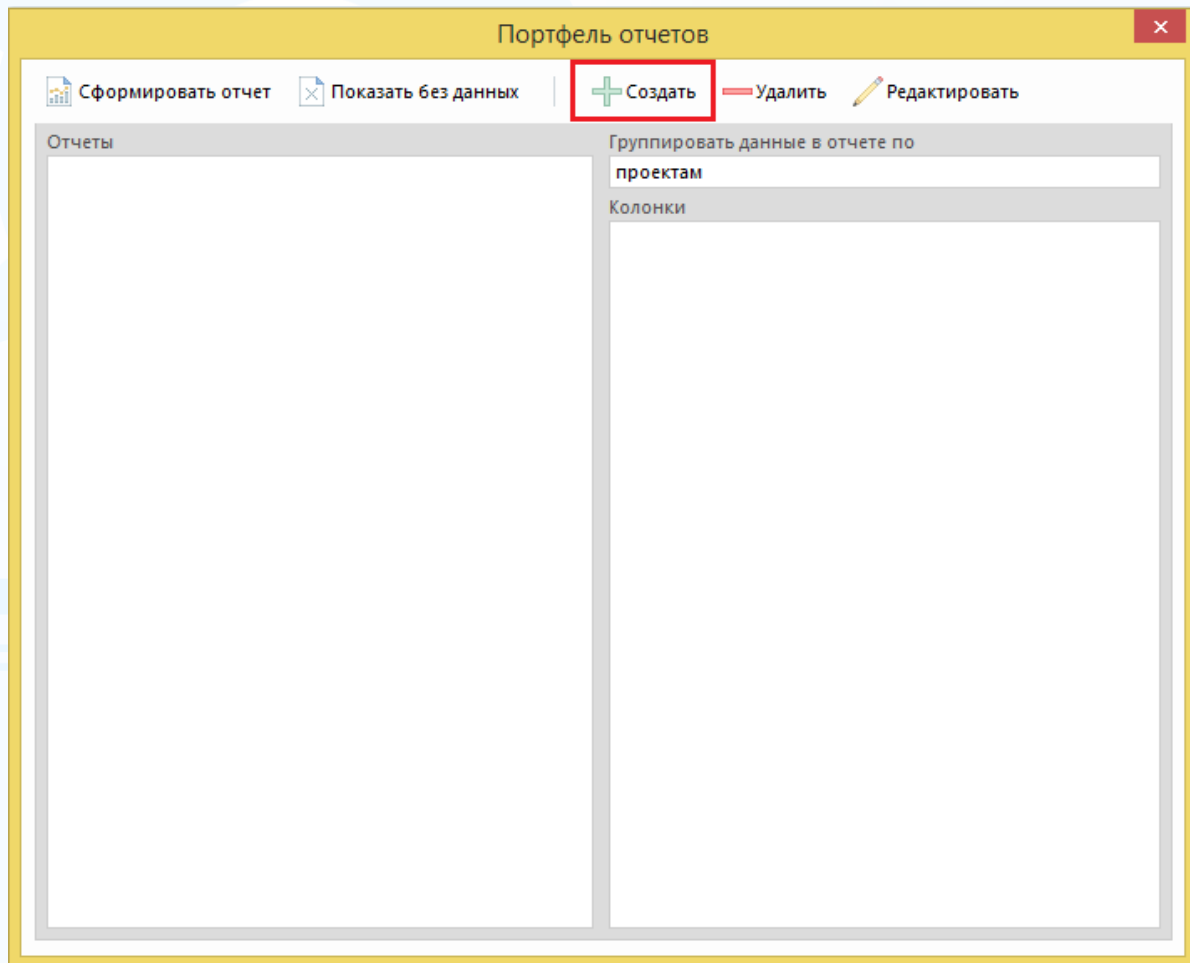 Портфель отчетов
Сформировать отчет Показать без данных Создать Удалить Редактировать
Отчеты
Группировать данные в отчете по
проектам
Колонки